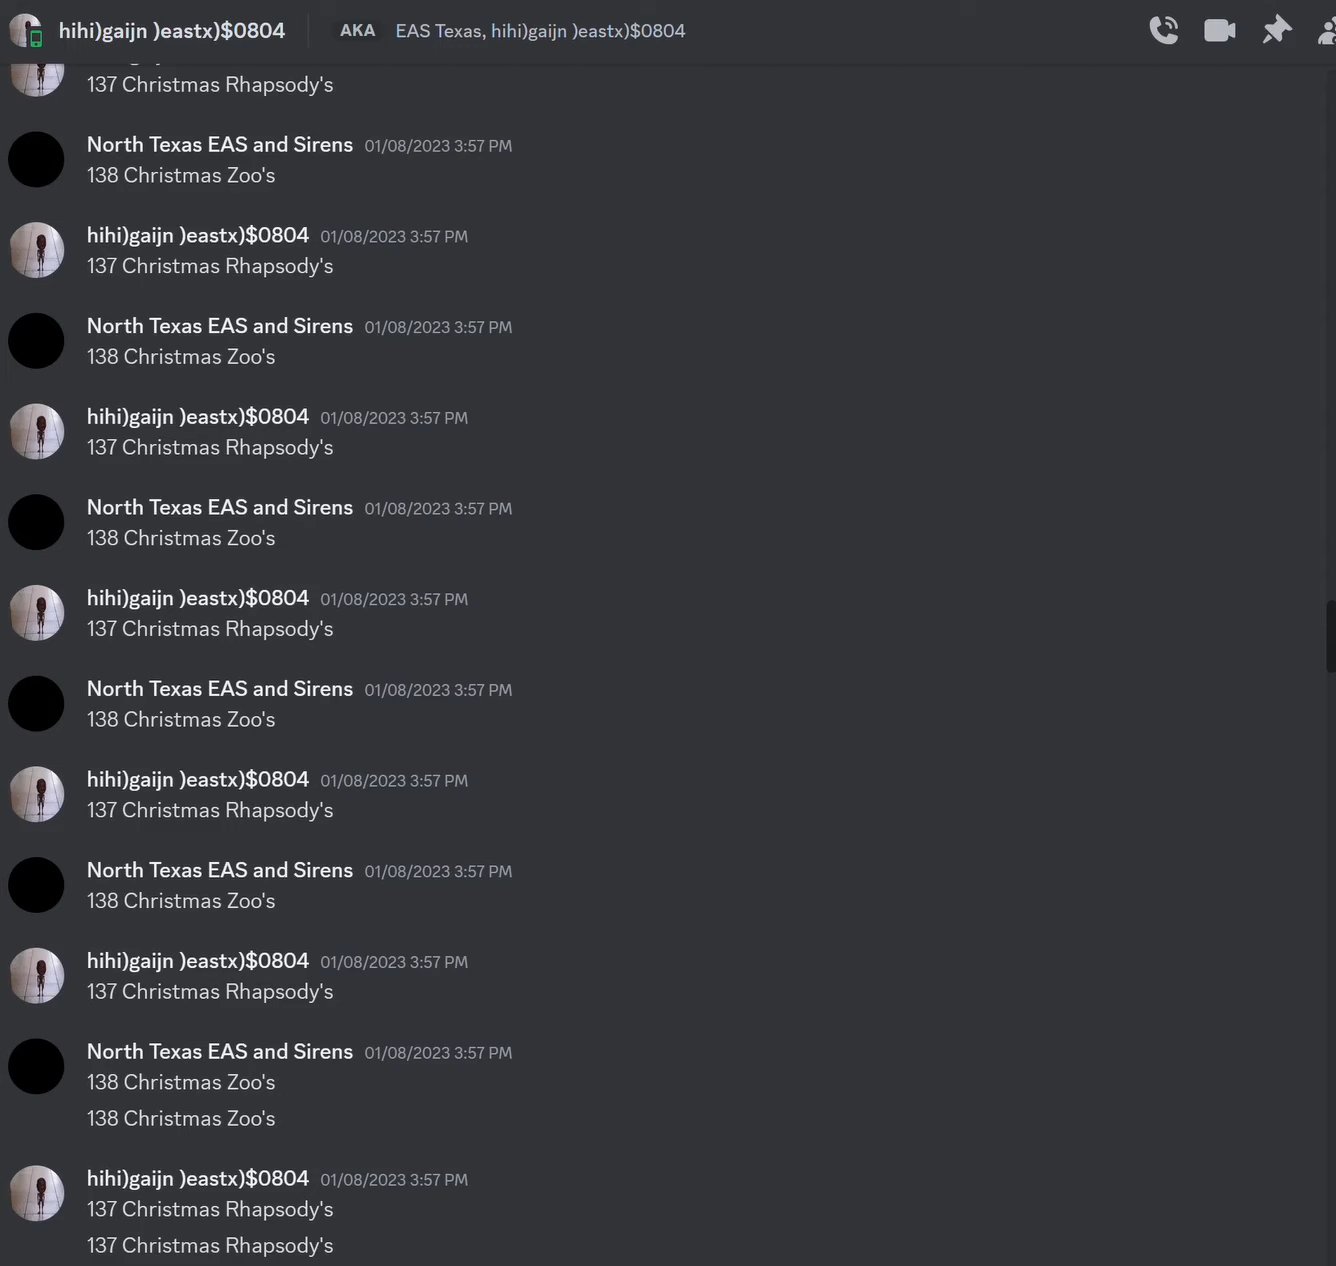 hihi)gaijn )eastx)$0804 AKA EAS Texas, hihi)gaijn )eastx)$0804
137 Christmas Rhapsody's
North Texas EAS and Sirens 01/08/2023 3:57 PM
138 Christmas Zoo's
hihi)gaijn )eastx)$0804 01/08/2023 3:57 PM
137 Christmas Rhapsody's
North Texas EAS and Sirens 01/08/2023 3:57 PM
138 Christmas Zoo's
hihi)gaijn )eastx)$0804 01/08/2023 3:57 PM
137 Christmas Rhapsody's
North Texas EAS and Sirens 01/08/2023 3:57 PM
138 Christmas Zoo's
hihi)gaijn )eastx)$0804 01/08/2023 3:57 PM
137 Christmas Rhapsody's
North Texas EAS and Sirens 01/08/2023 3:57 PM
138 Christmas Zoo's
hihi)gaijn )eastx)$0804 01/08/2023 3:57 PM
137 Christmas Rhapsody's
North Texas EAS and Sirens 01/08/2023 3:57 PM
138 Christmas Zoo's
hihi)gaijn )eastx)$0804 01/08/2023 3:57 PM
137 Christmas Rhapsody's
North Texas EAS and Sirens 01/08/2023 3:57 PM
138 Christmas Zoo's
138 Christmas Zoo's
hihi)gaijn )eastx)$0804 01/08/2023 3:57 PM
137 Christmas Rhapsody's
137 Christmas Rhapsody's